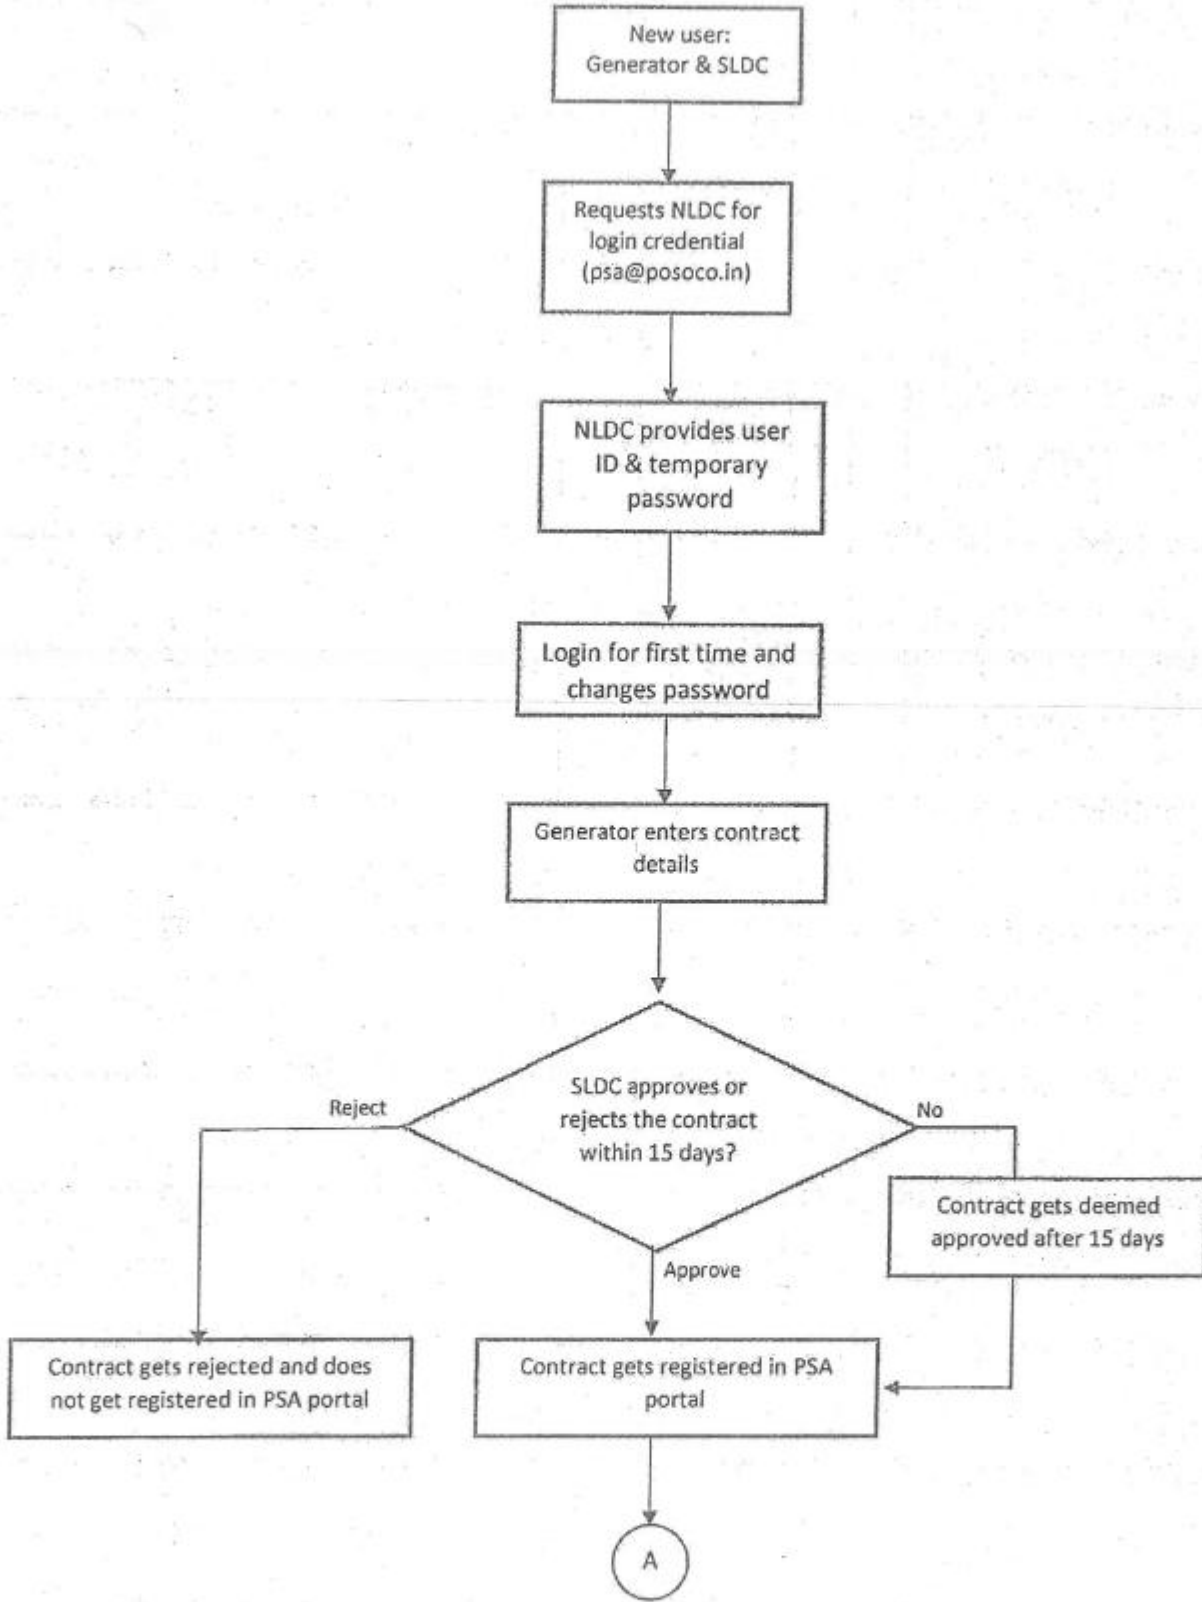 New user:
Generator & SLDC
Requests NLDC for
login credential
(psa@posoco.in)
NLDC provides user
ID & temporary
password
Login for first time and
changes password
Generator enters contract
details
SLDC approves or
rejects the contract
within 15 days?
Reject
No
Contract gets deemed
approved after 15 days
Approve
Contract gets rejected and does
not get registered in PSA portal
Contract gets registered in PSA
portal
A